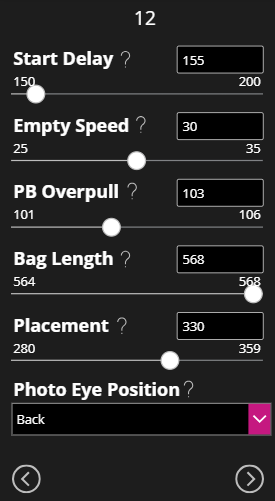 12
Start Delay ? 155
150 200
Empty Speed ? 30
25 35
PB Overpull ? 103
101 106
Bag Length ? 568
564 568
Placement ? 330
280 359
Photo Eye Position ?
Back